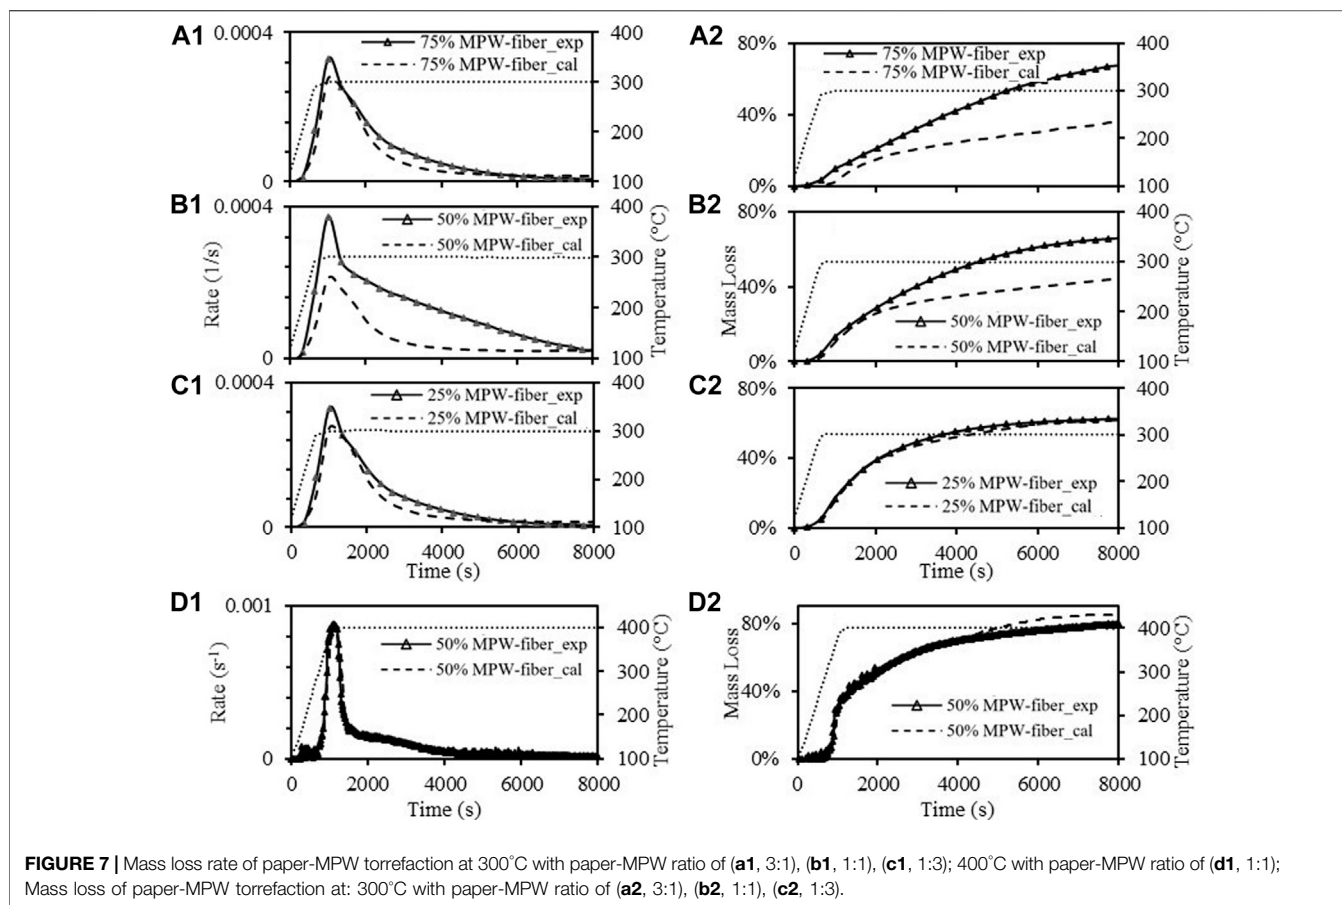 A1
0.0004
0
75% MPW-fiber_exp
75% MPW-fiber_cal
400
300
200
100
A2
80%
40%
0%
75% MPW-fiber_exp
75% MPW-fiber_cal
400
300
200
100
B1
0.0004
0
Rate (1/s)
50% MPW-fiber_exp
50% MPW-fiber_cal
400
300
200
100
Temperature (°C)
B2
80%
40%
0%
Mass Loss
50% MPW-fiber_exp
50% MPW-fiber_cal
400
300
200
100
Temperature (°C)
C1
0.0004
0
25% MPW-fiber_exp
25% MPW-fiber_cal
400
300
200
100
0 2000 4000 6000 8000
Time (s)
C2
80%
40%
0%
25% MPW-fiber_exp
25% MPW-fiber_cal
400
300
200
100
0 2000 4000 6000 8000
Time (s)
D1
0.001
0
Rate (s-1)
50% MPW-fiber_exp
50% MPW-fiber_cal
400
300
200
100
Temperature (°C)
0 2000 4000 6000 8000
Time (s)
D2
80%
40%
0%
Mass Loss
50% MPW-fiber_exp
50% MPW-fiber_cal
400
300
200
100
Temperature (°C)
0 2000 4000 6000 8000
Time (s)
FIGURE 7 | Mass loss rate of paper-MPW torrefaction at 300°C with paper-MPW ratio of (a1, 3:1), (b1, 1:1), (c1, 1:3); 400°C with paper-MPW ratio of (d1, 1:1);
Mass loss of paper-MPW torrefaction at: 300°C with paper-MPW ratio of (a2, 3:1), (b2, 1:1), (c2, 1:3).